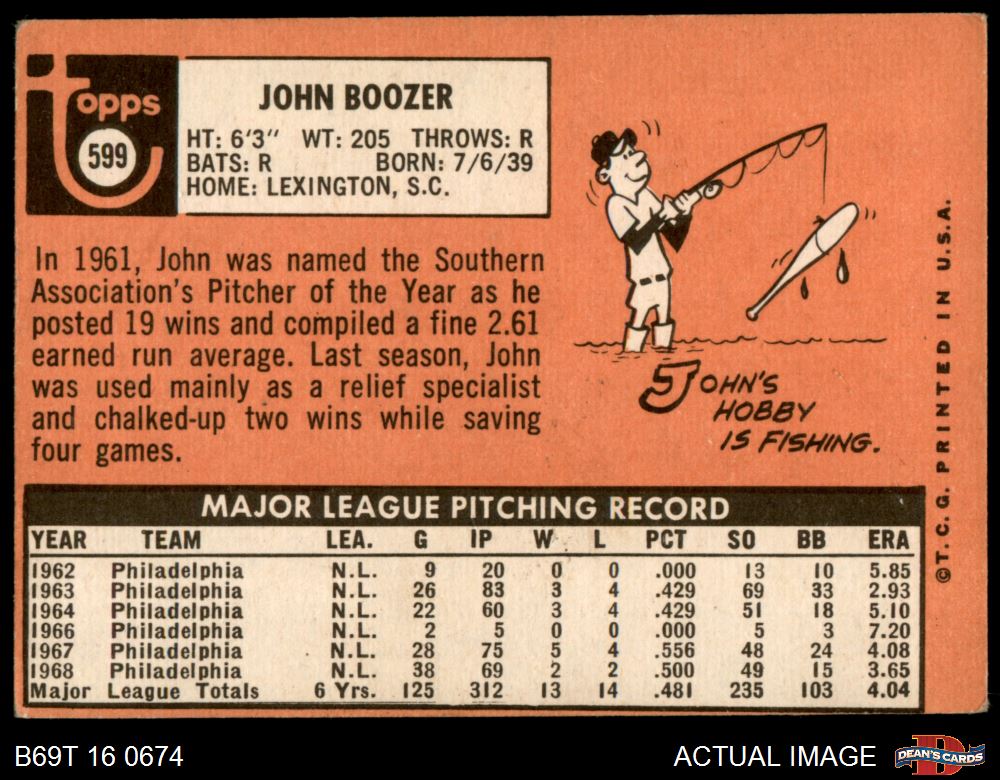 Topps
599
JOHN BOOZER
HT: 6'3" WT: 205 THROWS: R
BATS: R BORN: 7/6/39
HOME: LEXINGTON, S.C.
In 1961, John was named the Southern
Association's Pitcher of the Year as he
posted 19 wins and compiled a fine 2.61
earned run average. Last season, John
was used mainly as a relief specialist
and chalked-up two wins while saving
four games.
JOHN'S
HOBBY
IS FISHING.
MAJOR LEAGUE PITCHING RECORD
YEAR TEAM LEA. G IP W L PCT SO BB ERA
1962 Philadelphia N.L. 9 20 0 0 .000 13 10 5.85
1963 Philadelphia N.L. 26 83 3 4 .429 69 33 2.93
1964 Philadelphia N.L. 22 60 3 4 .429 51 18 5.10
1966 Philadelphia N.L. 2 5 0 0 .000 5 3 7.20
1967 Philadelphia N.L. 28 75 5 4 .556 48 24 4.08
1968 Philadelphia N.L. 38 69 2 2 .500 49 15 3.65
Major League Totals 6 Yrs. 125 312 13 14 .481 235 103 4.04
©T.C.G. PRINTED IN U.S.A.
B69T 16 0674
ACTUAL IMAGE
D
DEAN'S CARDS